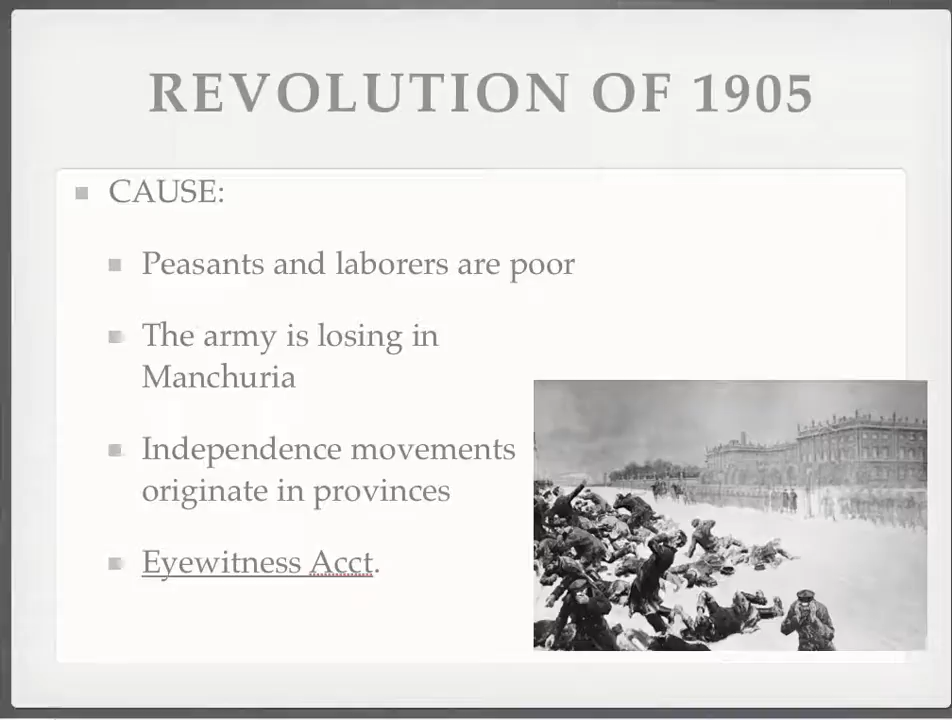 REVOLUTION OF 1905
CAUSE:
Peasants and laborers are poor
The army is losing in
Manchuria
Independence movements
originate in provinces
Eyewitness Acct.